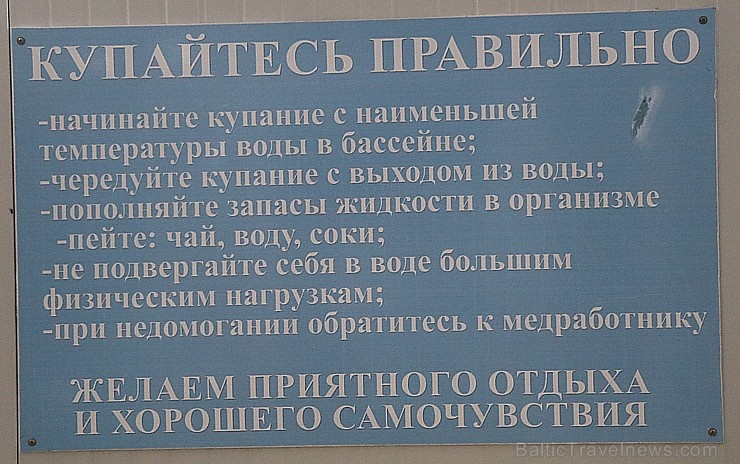 КУПАЙТЕСЬ ПРАВИЛЬНО
-начинайте купание с наименьшей
температуры воды в бассейне;
-чередуйте купание с выходом из воды;
-пополняйте запасы жидкости в организме
-пейте: чай, воду, соки;
-не подвергайте себя в воде большим
физическим нагрузкам;
-при недомогании обратитесь к медработнику
ЖЕЛАЕМ ПРИЯТНОГО ОТДЫХА
И ХОРОШЕГО САМОЧУВСТВИЯ
BalticTravelnews.com